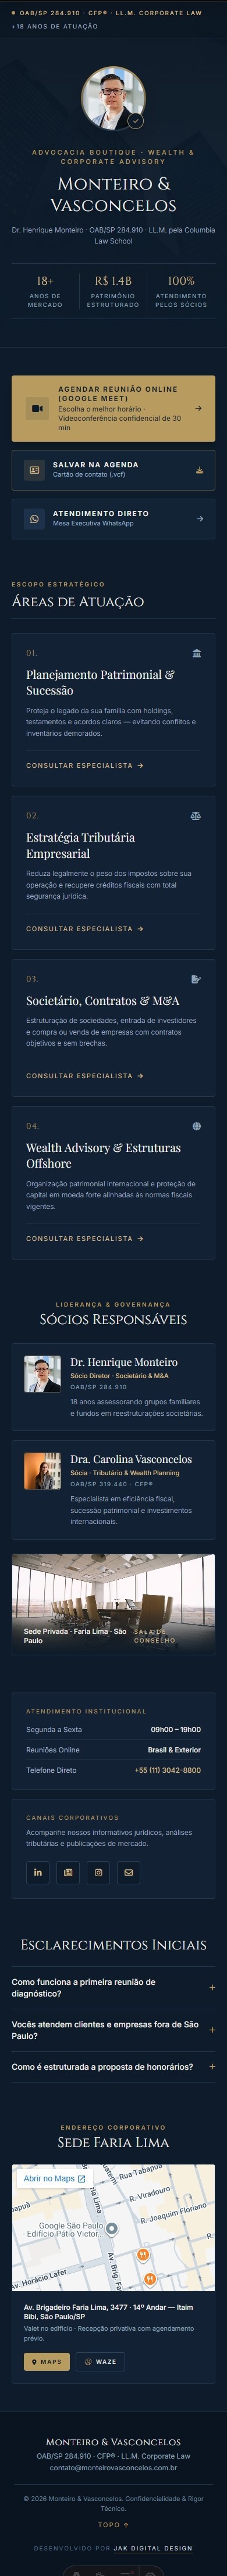 OAB/SP 284.910 · CFP® · LL.M. CORPORATE LAW
+18 ANOS DE ATUAÇÃO
ADVOCACIA BOUTIQUE · WEALTH &
CORPORATE ADVISORY
MONTEIRO &
VASCONCELOS
Dr. Henrique Monteiro · OAB/SP 284.910 · LL.M. pela Columbia
Law School
18+
ANOS DE
MERCADO
R$ 1.4B
PATRIMÔNIO
ESTRUTURADO
100%
ATENDIMENTO
PELOS SÓCIOS
AGENDAR REUNIÃO ONLINE
(GOOGLE MEET)
Escolha o melhor horário ·
Videoconferência confidencial de 30
min
SALVAR NA AGENDA
Cartão de contato (.vcf)
ATENDIMENTO DIRETO
Mesa Executiva WhatsApp
ESCOPO ESTRATÉGICO
ÁREAS DE ATUAÇÃO
01.
Planejamento Patrimonial &
Sucessão
Proteja o legado da sua família com holdings,
testamentos e acordos claros — evitando conflitos e
inventários demorados.
CONSULTAR ESPECIALISTA →
02.
Estratégia Tributária
Empresarial
Reduza legalmente o peso dos impostos sobre sua
operação e recupere créditos fiscais com total
segurança jurídica.
CONSULTAR ESPECIALISTA →
03.
Societário, Contratos & M&A
Estruturação de sociedades, entrada de investidores
e compra ou venda de empresas com contratos
objetivos e sem brechas.
CONSULTAR ESPECIALISTA →
04.
Wealth Advisory & Estruturas
Offshore
Organização patrimonial internacional e proteção de
capital em moeda forte alinhadas às normas fiscais
vigentes.
CONSULTAR ESPECIALISTA →
LIDERANÇA & GOVERNANÇA
SÓCIOS RESPONSÁVEIS
Dr. Henrique Monteiro
Sócio Diretor · Societário & M&A
OAB/SP 284.910
18 anos assessorando grupos familiares
e fundos em reestruturações societárias.
Dra. Carolina Vasconcelos
Sócia · Tributário & Wealth Planning
OAB/SP 319.440 · CFP®
Especialista em eficiência fiscal,
sucessão patrimonial e investimentos
internacionais.
Sede Privada · Faria Lima · São
Paulo
SALA DE
CONSELHO
ATENDIMENTO INSTITUCIONAL
Segunda a Sexta 09h00 – 19h00
Reuniões Online Brasil & Exterior
Telefone Direto +55 (11) 3042-8800
CANAIS CORPORATIVOS
Acompanhe nossos informativos jurídicos, análises
tributárias e publicações de mercado.
ESCLARECIMENTOS INICIAIS
Como funciona a primeira reunião de
diagnóstico?
Vocês atendem clientes e empresas fora de São
Paulo?
Como é estruturada a proposta de honorários?
ENDEREÇO CORPORATIVO
SEDE FARIA LIMA
Abrir no Maps
Rua Tabapuã
R. Viradouro
R. Joaquim Floriano
Google São Paulo
- Edifício Pátio Victor...
Av. Horácio Lafer
Av. Brigadeiro Faria Lima, 3477 · 14º Andar — Itaim
Bibi, São Paulo/SP
Valet no edifício · Recepção privativa com agendamento
prévio.
MAPS
WAZE
MONTEIRO & VASCONCELOS
OAB/SP 284.910 · CFP® · LL.M. Corporate Law
contato@monteirovasconcelos.com.br
© 2026 Monteiro & Vasconcelos. Confidencialidade & Rigor
Técnico.
TOPO ↑
DESENVOLVIDO POR JAK DIGITAL DESIGN